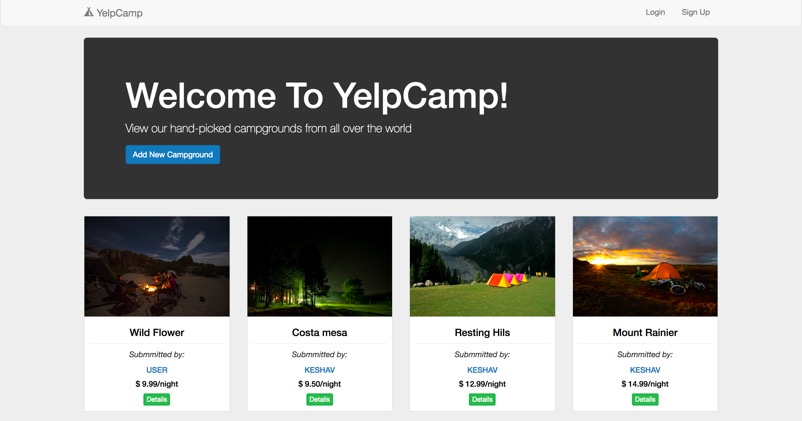 YelpCamp Login Sign Up
Welcome To YelpCamp!
View our hand-picked campgrounds from all over the world
Add New Campground
Wild Flower
Submmitted by:
USER
$ 9.99/night
Details
Costa mesa
Submmitted by:
KESHAV
$ 9.50/night
Details
Resting Hils
Submmitted by:
KESHAV
$ 12.99/night
Details
Mount Rainier
Submmitted by:
KESHAV
$ 14.99/night
Details